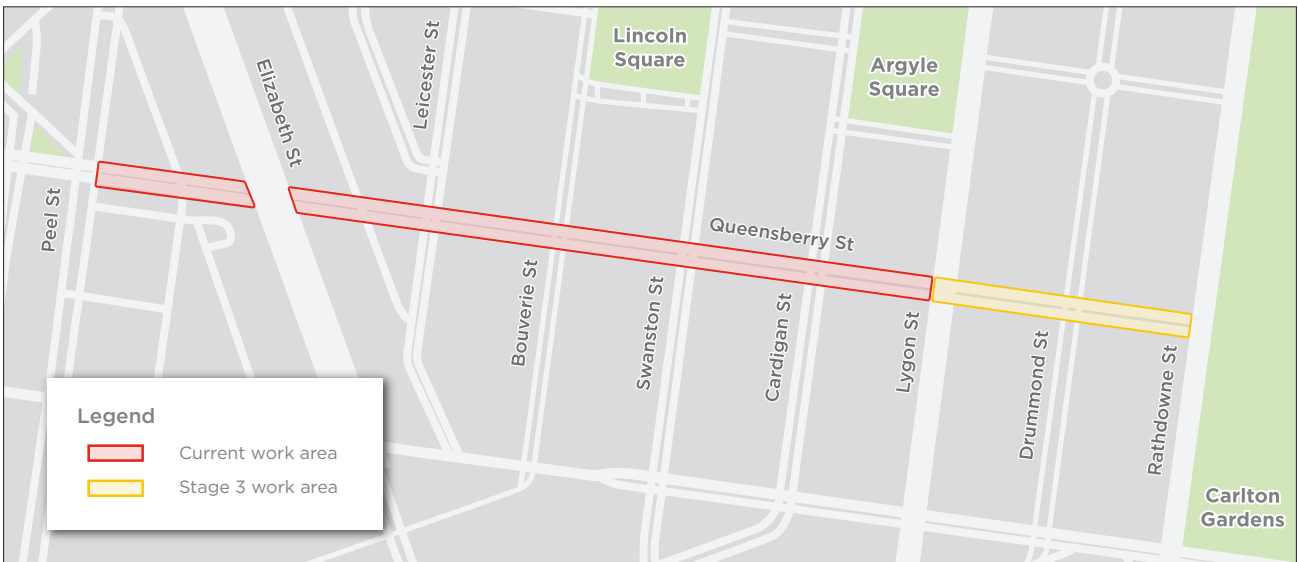 Lincoln
Square
Argyle
Square
Elizabeth St
Leicester St
Peel St
Queensberry St
Bouverie St
Swanston St
Cardigan St
Lygon St
Drummond St
Rathdowne St
Carlton
Gardens
Legend
Current work area
Stage 3 work area